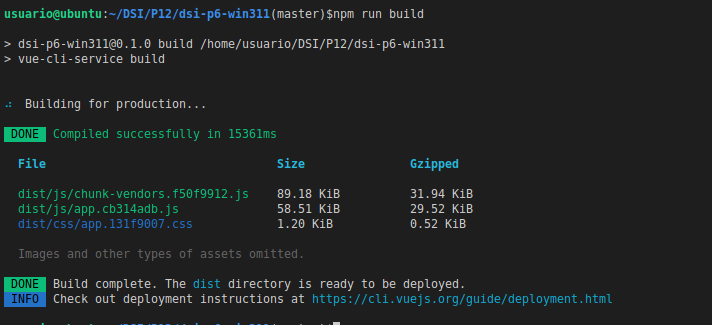 usuario@ubuntu:~/DSI/P12/dsi-p6-win311(master)$npm run build
> dsi-p6-win311@0.1.0 build /home/usuario/DSI/P12/dsi-p6-win311
> vue-cli-service build
Building for production...
DONE Compiled successfully in 15361ms
File Size Gzipped
dist/js/chunk-vendors.f50f9912.js 89.18 KiB 31.94 KiB
dist/js/app.cb314adb.js 58.51 KiB 29.52 KiB
dist/css/app.131f9007.css 1.20 KiB 0.52 KiB
Images and other types of assets omitted.
DONE Build complete. The dist directory is ready to be deployed.
INFO Check out deployment instructions at https://cli.vuejs.org/guide/deployment.html